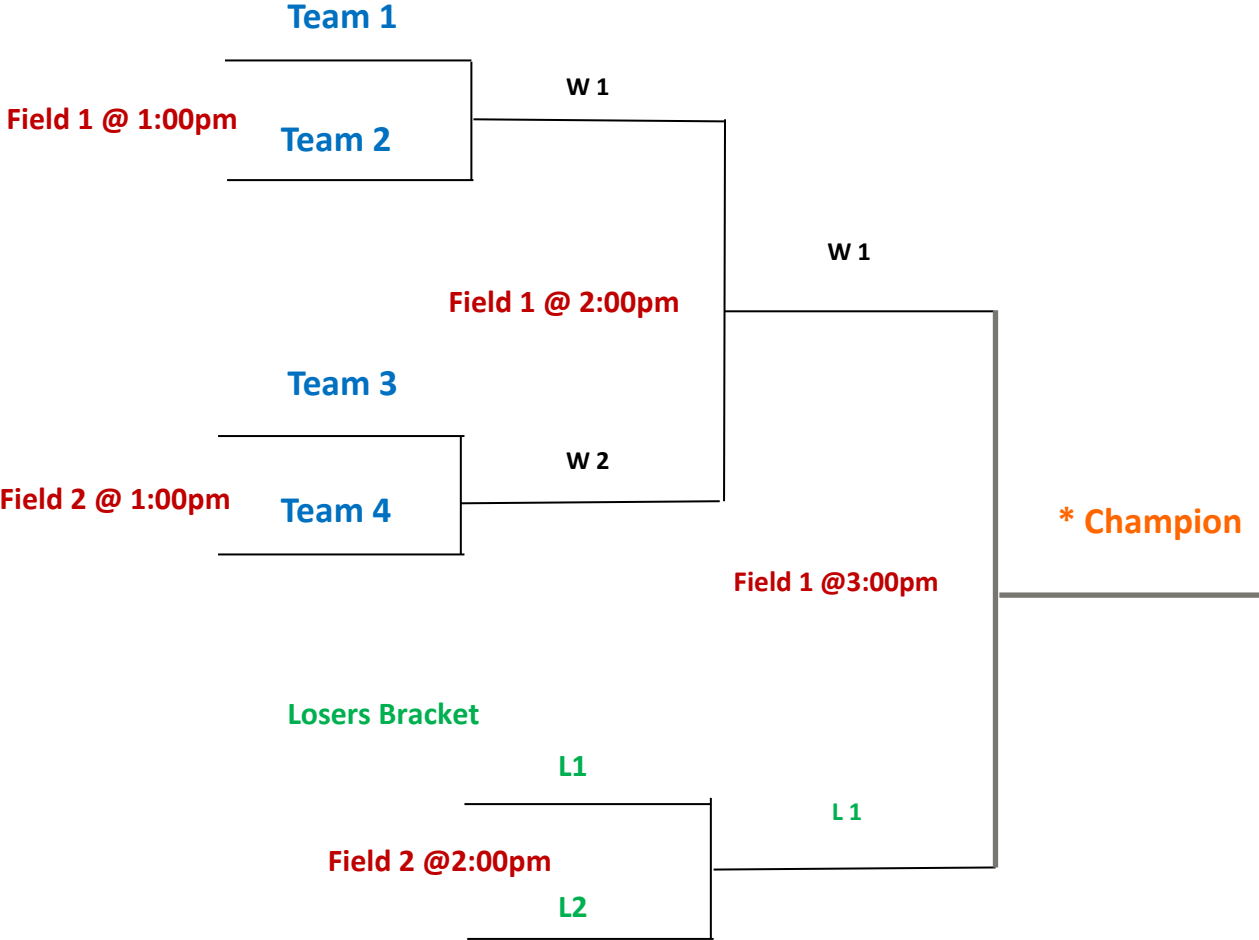 Team 1
W 1
Field 1 @ 1:00pm
Team 2
W 1
Field 1 @ 2:00pm
Team 3
W 2
Field 2 @ 1:00pm
Team 4
* Champion
Field 1 @3:00pm
Losers Bracket
L1
L 1
Field 2 @2:00pm
L2